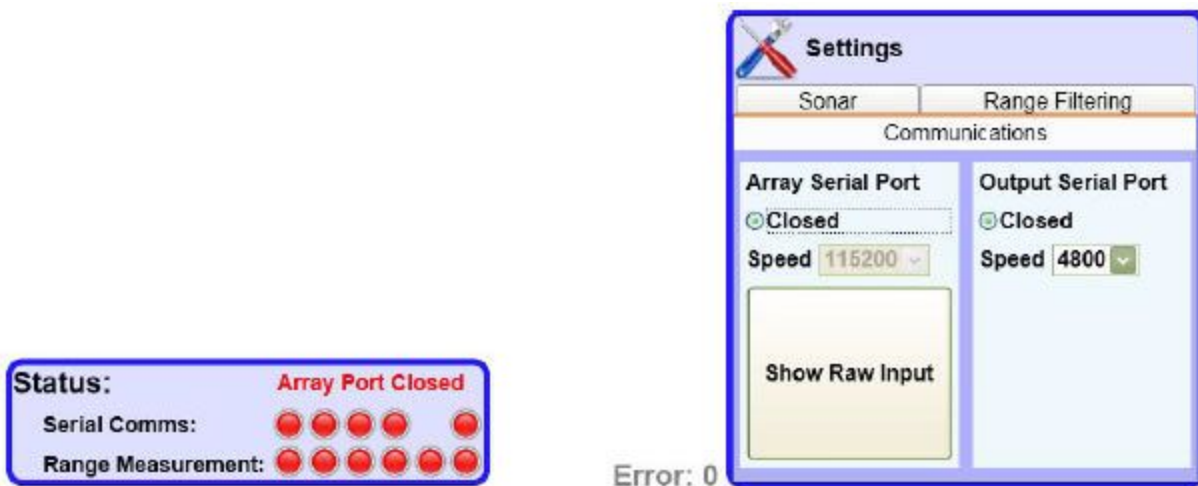 Settings
Sonar Range Filtering
Communications
Array Serial Port Output Serial Port
Closed Closed
Speed 115200 Speed 4800
Show Raw Input
Status: Array Port Closed
Serial Comms:
Range Measurement:
Error: 0